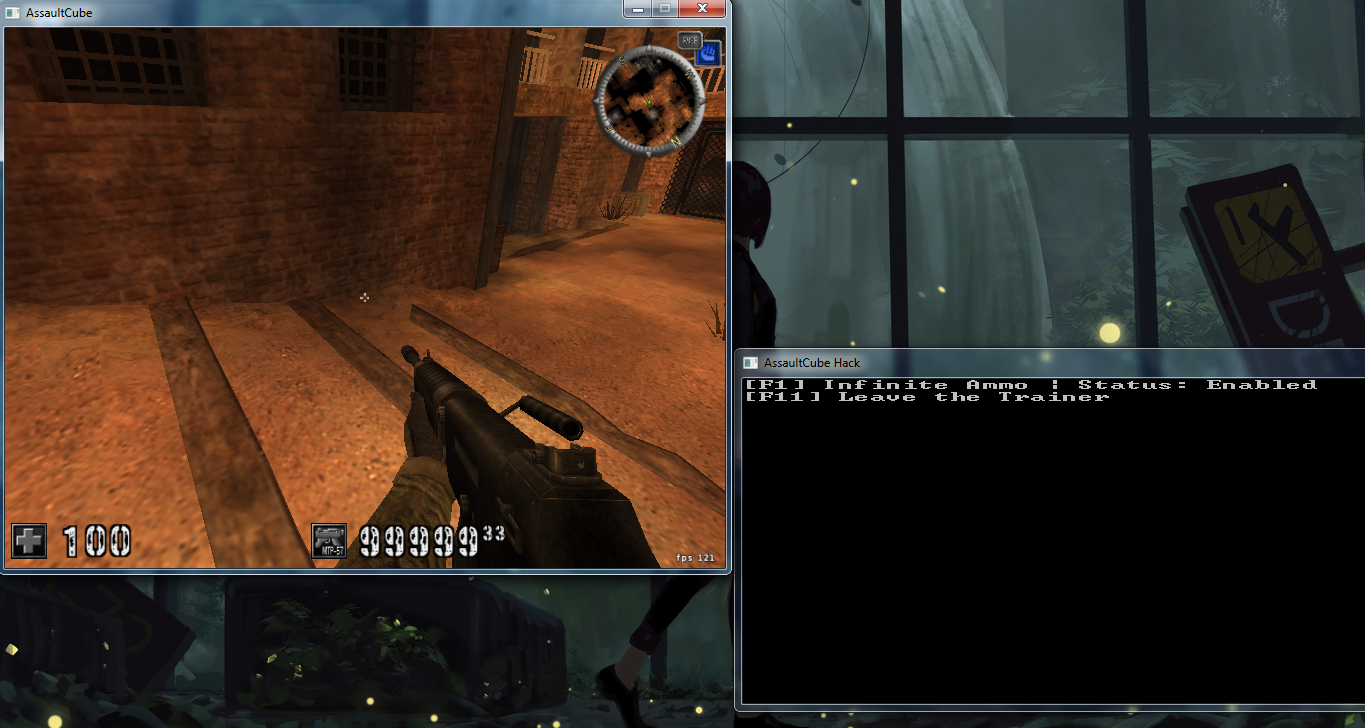 AssaultCube
N
100
MTP-57
99999 33
fps 121
AssaultCube Hack
[F1] Infinite Ammo | Status: Enabled
[F11] Leave the Trainer